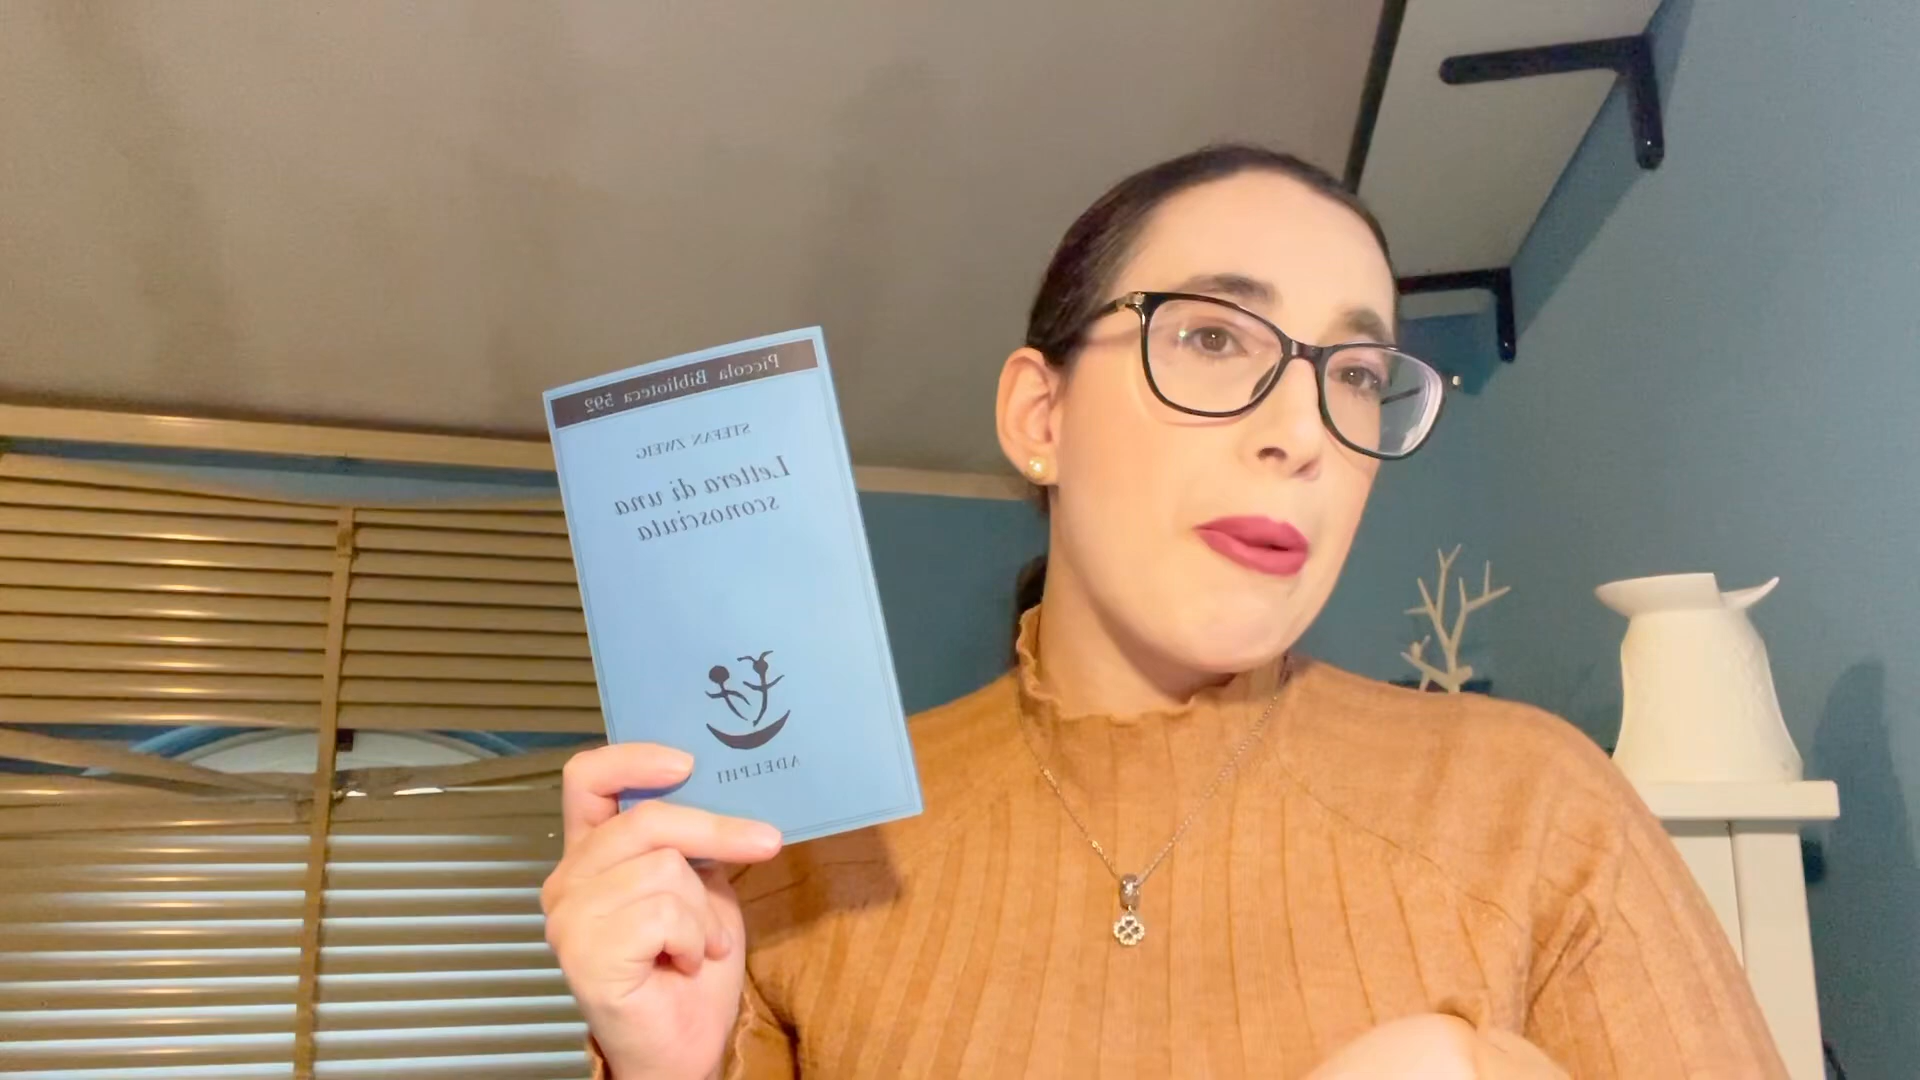 Piccola Biblioteca 592
STEFAN ZWEIG
Lettera di una
sconosciuta
ADELPHI